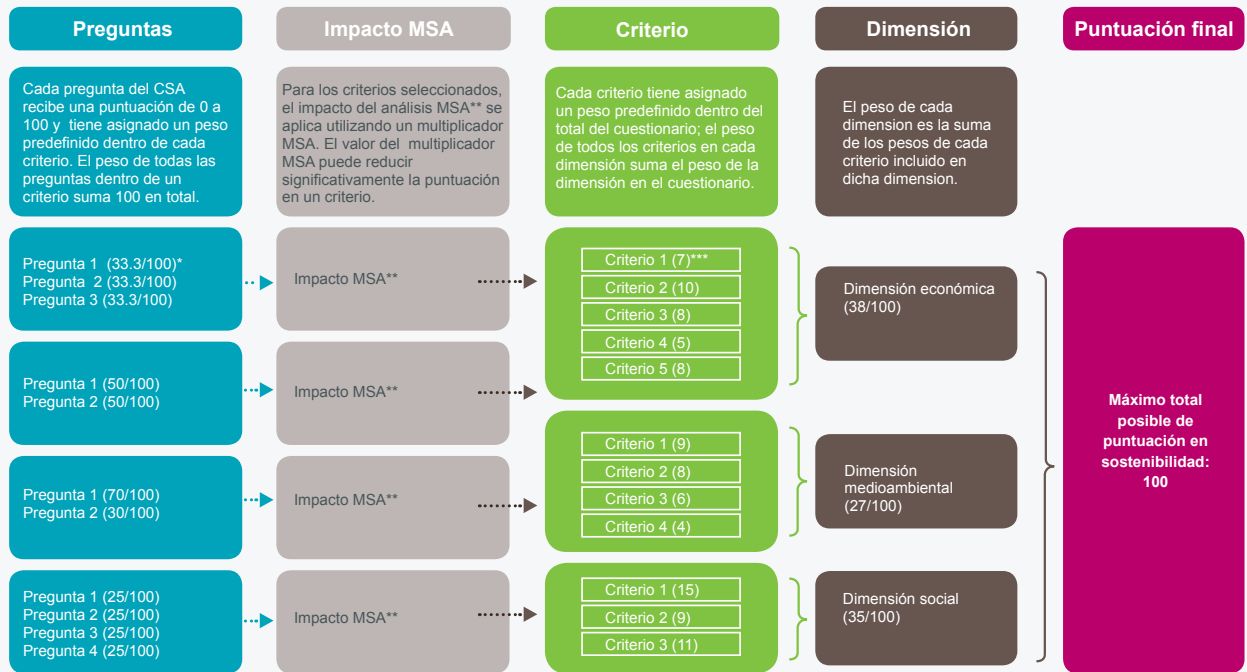 Preguntas
Impacto MSA
Criterio
Dimensión
Puntuación final
Cada pregunta del CSA
recibe una puntuación de 0 a
100 y tiene asignado un peso
predefinido dentro de cada
criterio. El peso de todas las
preguntas dentro de un
criterio suma 100 en total.
Para los criterios seleccionados,
el impacto del análisis MSA** se
aplica utilizando un multiplicador
MSA. El valor del multiplicador
MSA puede reducir
significativamente la puntuación
en un criterio.
Cada criterio tiene asignado
un peso predefinido dentro del
total del cuestionario; el peso
de todos los criterios en cada
dimensión suma el peso de la
dimensión en el cuestionario.
El peso de cada
dimension es la suma
de los pesos de cada
criterio incluido en
dicha dimension.
Pregunta 1 (33.3/100)*
Pregunta 2 (33.3/100)
Pregunta 3 (33.3/100)
Impacto MSA**
Criterio 1 (7)***
Criterio 2 (10)
Criterio 3 (8)
Criterio 4 (5)
Criterio 5 (8)
Dimensión económica
(38/100)
Pregunta 1 (50/100)
Pregunta 2 (50/100)
Impacto MSA**
Pregunta 1 (70/100)
Pregunta 2 (30/100)
Impacto MSA**
Criterio 1 (9)
Criterio 2 (8)
Criterio 3 (6)
Criterio 4 (4)
Dimensión
medioambiental
(27/100)
Pregunta 1 (25/100)
Pregunta 2 (25/100)
Pregunta 3 (25/100)
Pregunta 4 (25/100)
Impacto MSA**
Criterio 1 (15)
Criterio 2 (9)
Criterio 3 (11)
Dimensión social
(35/100)
Máximo total
posible de
puntuación en
sostenibilidad:
100